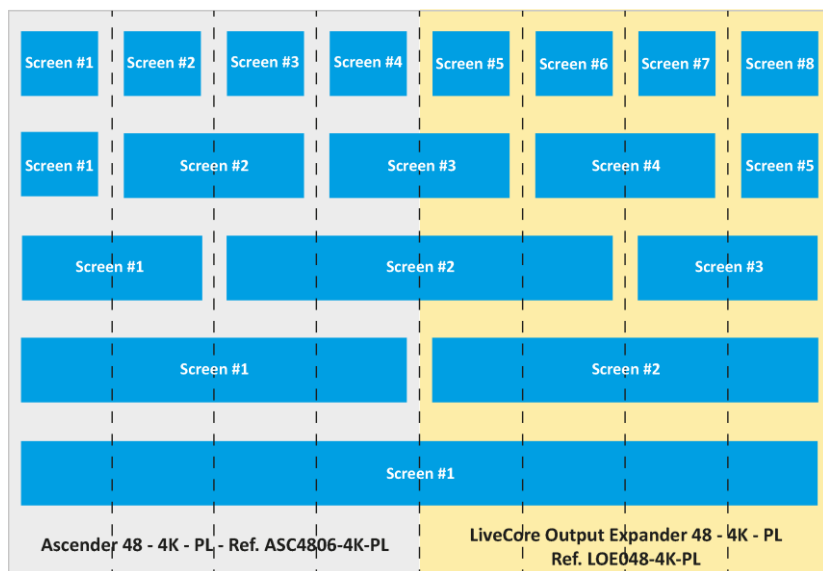 Screen #1 Screen #2 Screen #3 Screen #4 Screen #5 Screen #6 Screen #7 Screen #8
Screen #1 Screen #2 Screen #3 Screen #4 Screen #5
Screen #1 Screen #2 Screen #3
Screen #1 Screen #2
Screen #1
Ascender 48 - 4K - PL - Ref. ASC4806-4K-PL
LiveCore Output Expander 48 - 4K - PL
Ref. LOE048-4K-PL